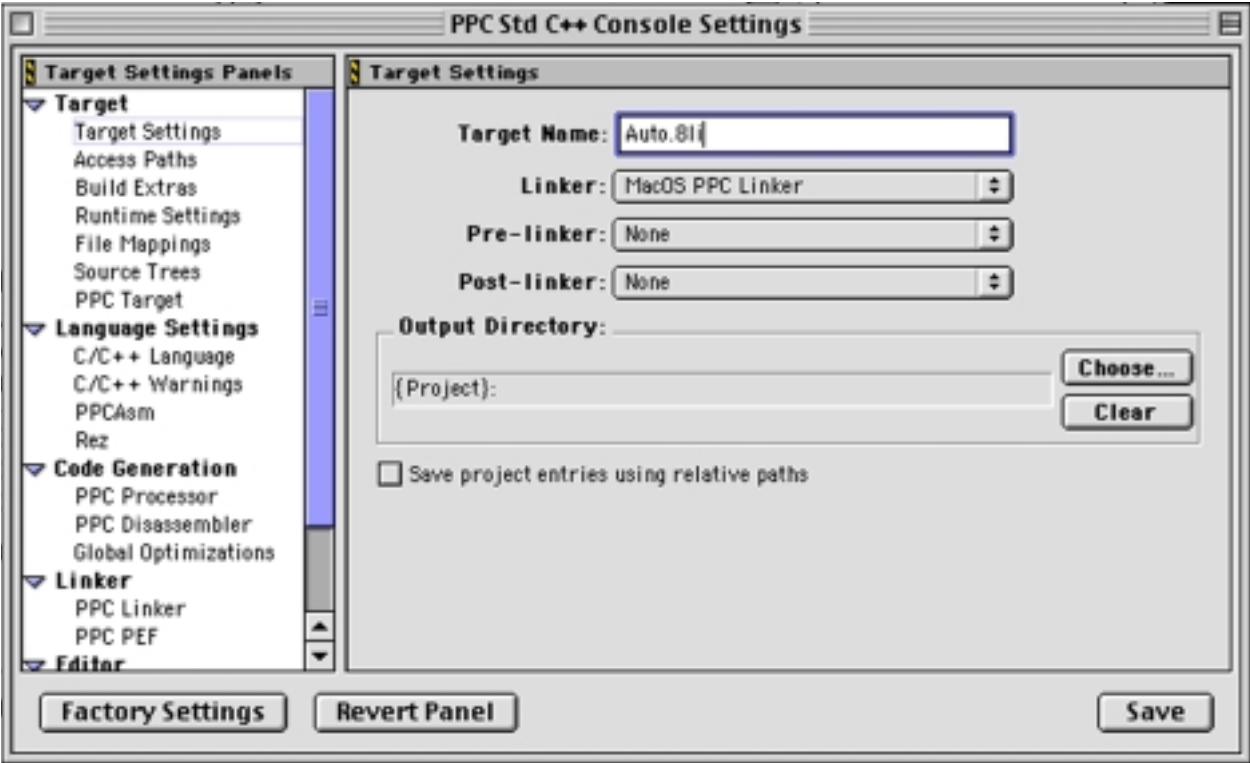 PPC Std C++ Console Settings
Target Settings Panels
Target
Target Settings
Access Paths
Build Extras
Runtime Settings
File Mappings
Source Trees
PPC Target
Language Settings
C/C++ Language
C/C++ Warnings
PPCAsm
Rez
Code Generation
PPC Processor
PPC Disassembler
Global Optimizations
Linker
PPC Linker
PPC PEF
Editor
Target Settings
Target Name: Auto.8li
Linker: MacOS PPC Linker
Pre-linker: None
Post-linker: None
Output Directory:
{Project}:
Choose...
Clear
Save project entries using relative paths
Factory Settings
Revert Panel
Save